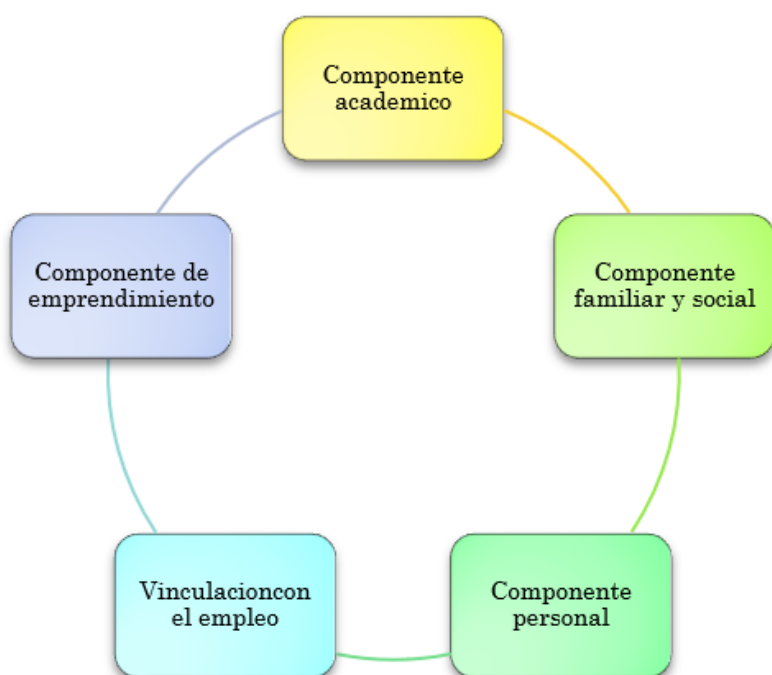 Componente
academico
Componente
familiar y social
Componente
personal
Vinculacioncon
el empleo
Componente de
emprendimiento